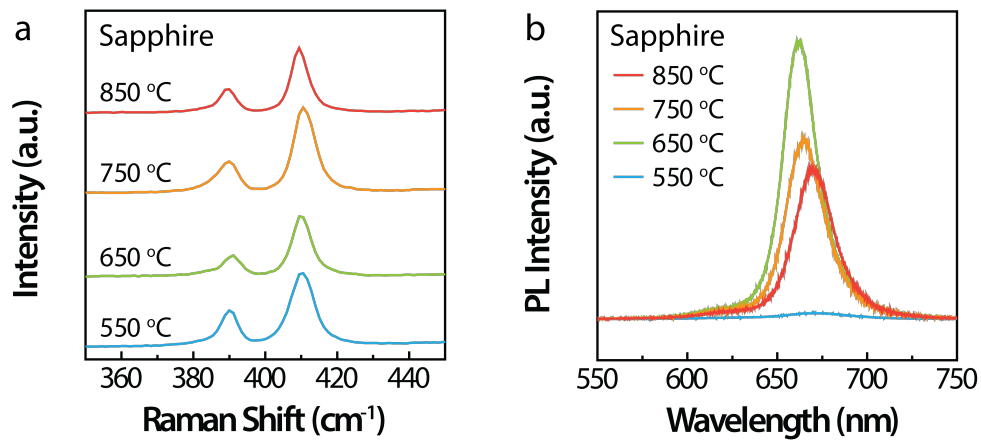 a
Sapphire
850 °C
750 °C
650 °C
550 °C
Intensity (a.u.)
360 380 400 420 440
Raman Shift (cm-1)
b
Sapphire
850 °C
750 °C
650 °C
550 °C
PL Intensity (a.u.)
550 600 650 700 750
Wavelength (nm)